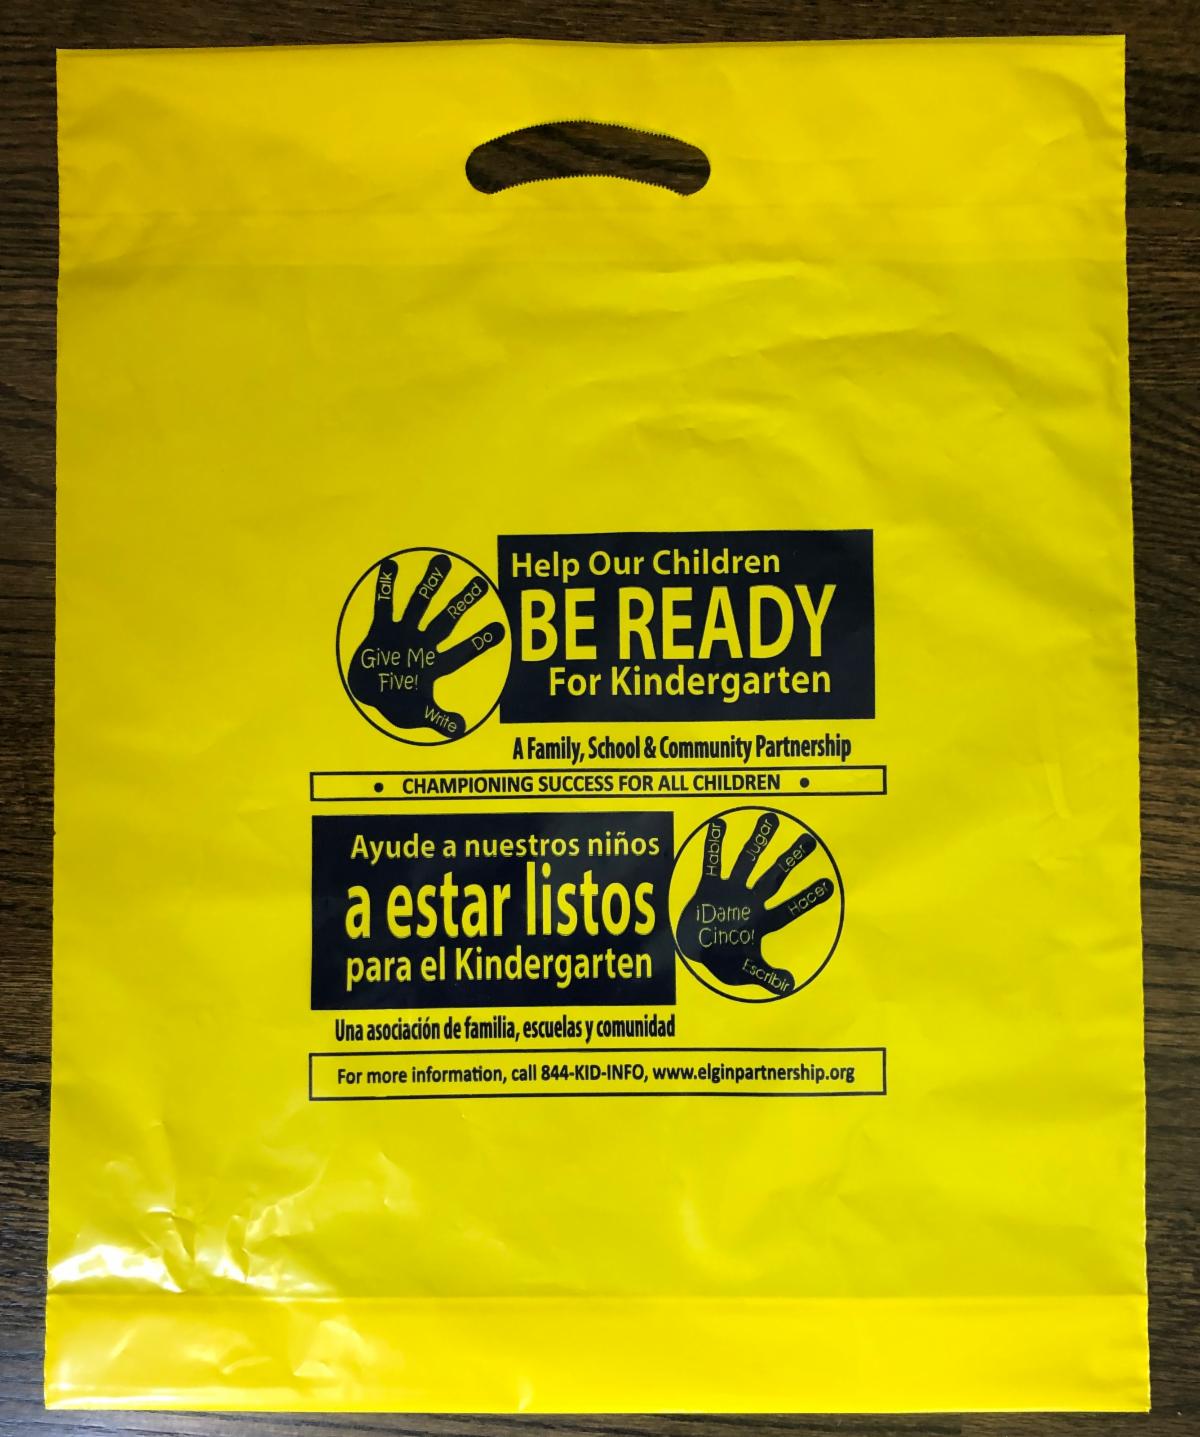 Talk
Play
Read
Do
Write
Give Me
Five!
Help Our Children
BE READY
For Kindergarten
A Family, School & Community Partnership
• CHAMPIONING SUCCESS FOR ALL CHILDREN •
Ayude a nuestros niños
a estar listos
para el Kindergarten
Hablar
Jugar
Leer
Hacer
Escribir
¡Dame
Cinco!
Una asociación de familia, escuelas y comunidad
For more information, call 844-KID-INFO, www.elginpartnership.org